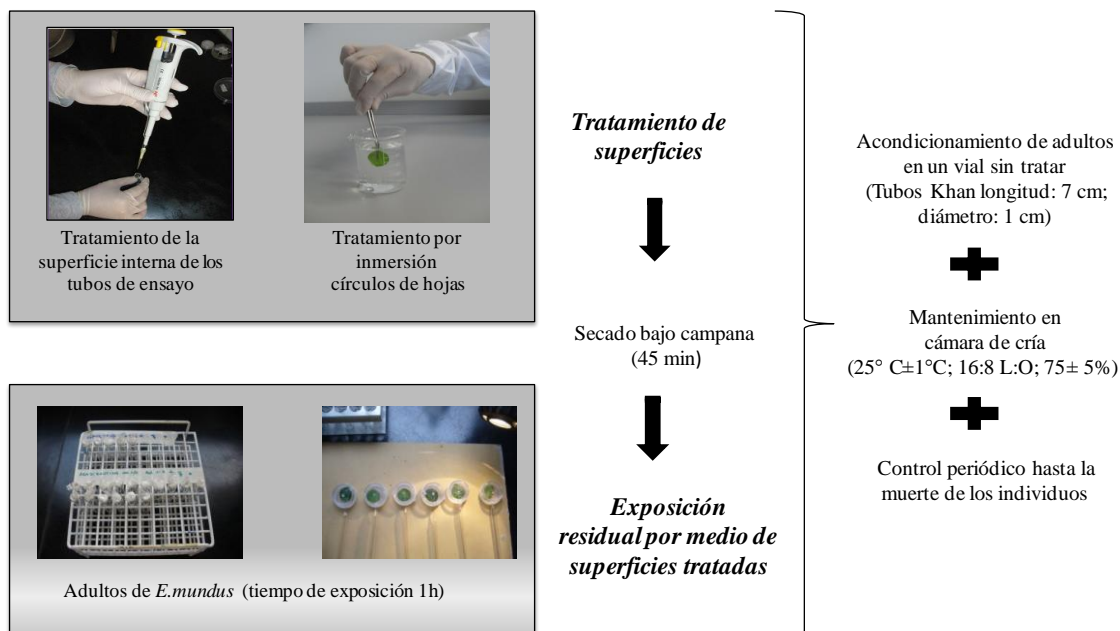 Tratamiento de la
superficie interna de los
tubos de ensayo
Tratamiento por
inmersión
círculos de hojas
Adultos de E.mundus (tiempo de exposición 1h)
Tratamiento de
superficies
Secado bajo campana
(45 min)
Exposición
residual por medio de
superficies tratadas
Acondicionamiento de adultos
en un vial sin tratar
(Tubos Khan longitud: 7 cm;
diámetro: 1 cm)
Mantenimiento en
cámara de cría
(25° C±1°C; 16:8 L:O; 75± 5%)
Control periódico hasta la
muerte de los individuos